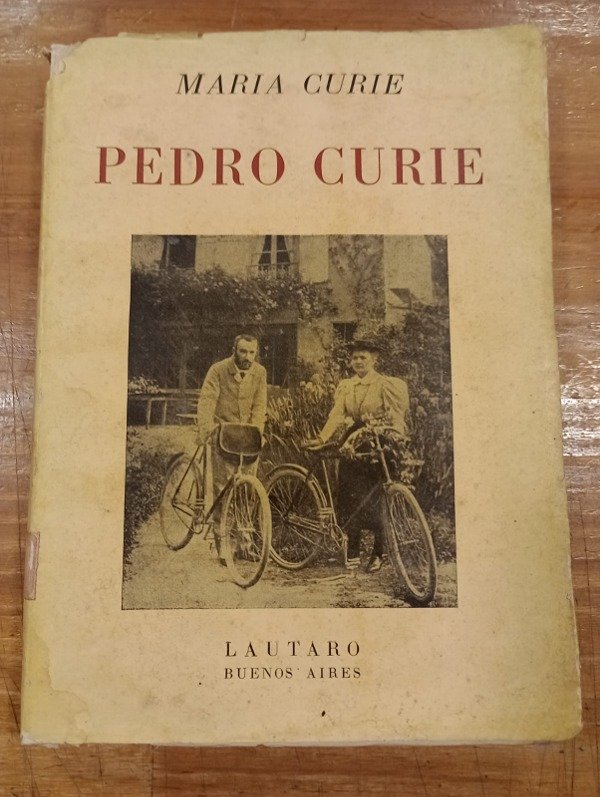 MARIA CURIE
PEDRO CURIE
LAUTARO
BUENOS AIRES